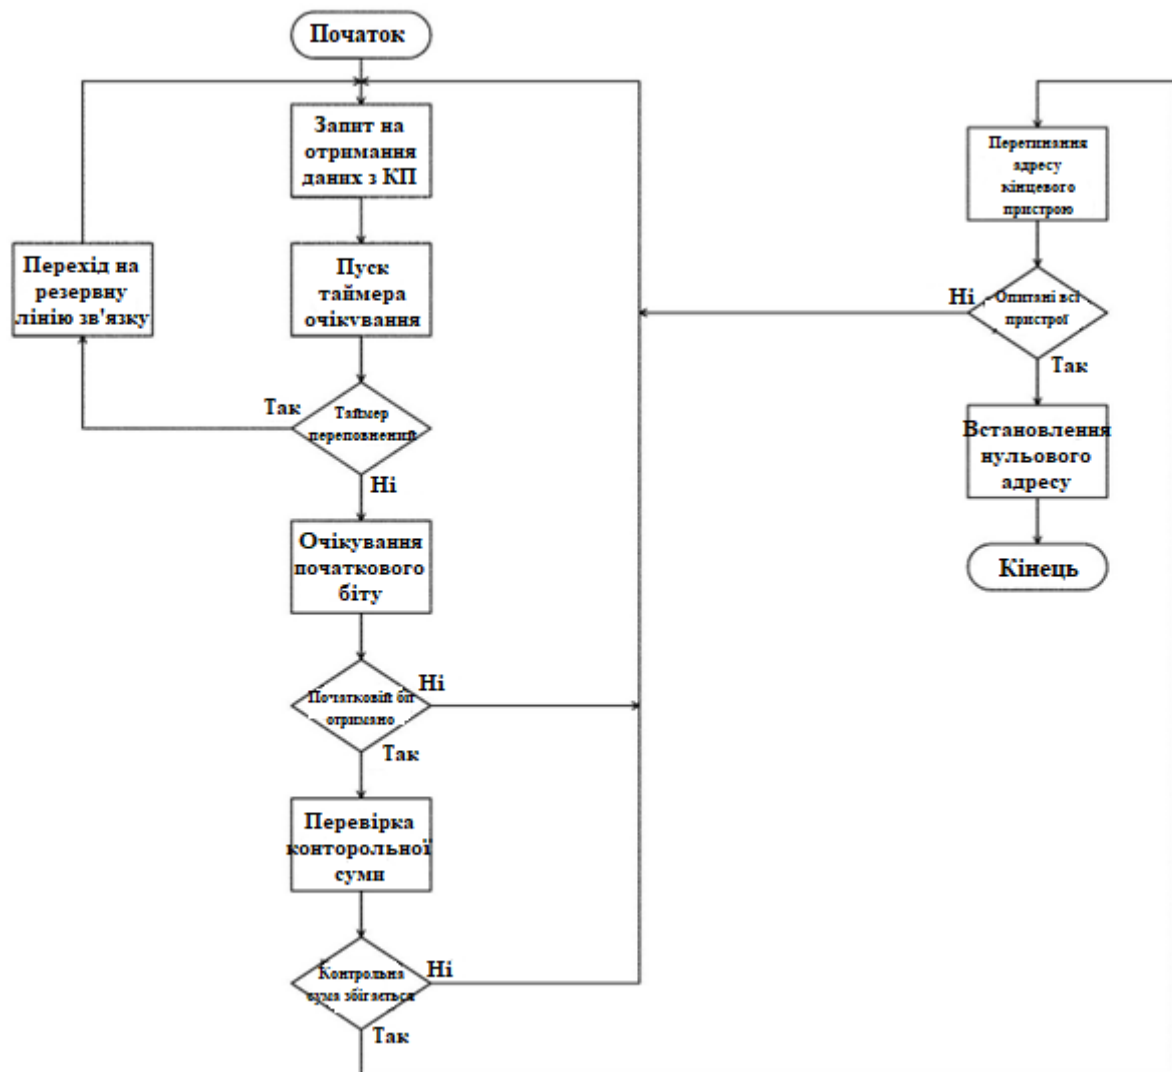 Початок
Запит на
отримання
даних з КП
Пуск
таймера
очікування
Перехід на
резервну
лінію зв'язку
Так
Таймер
переповнений
Ні
Очікування
початкового
біту
Ні
Початковій біт
отримано
Так
Перевірка
конторольної
суми
Ні
Контрольна
сума збігається
Так
Перетинання
адресу
кінцевого
пристрою
Ні
Опитані всі
пристрої
Так
Встановлення
нульового
адресу
Кінець